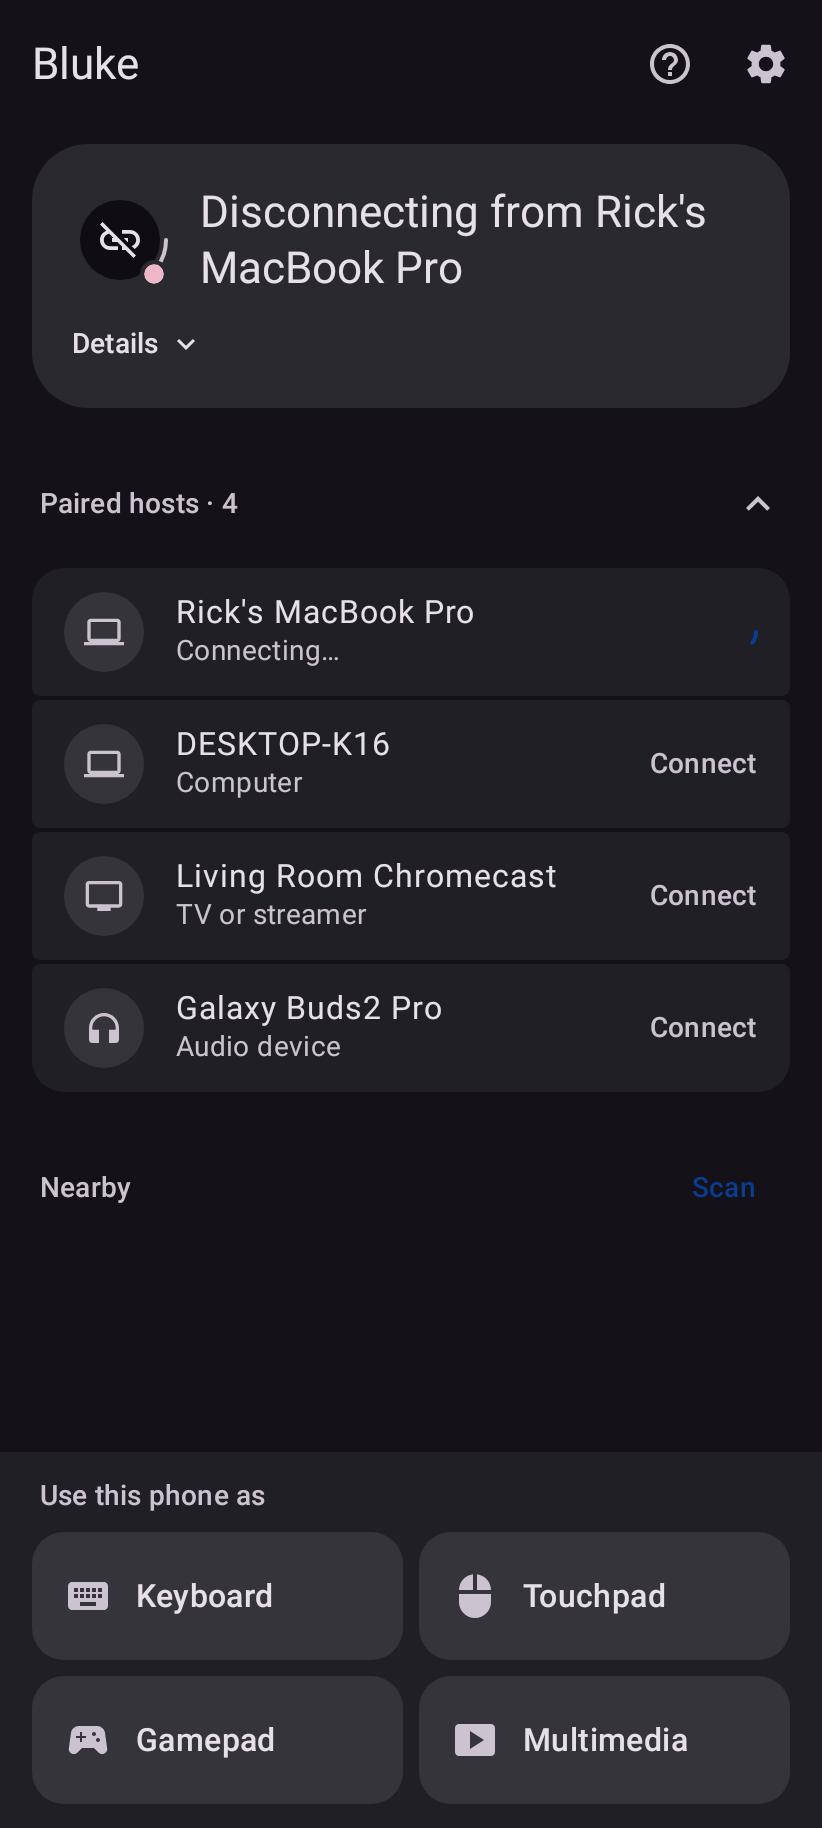 Bluke
Disconnecting from Rick's
MacBook Pro
Details
Paired hosts · 4
Rick's MacBook Pro
Connecting...
DESKTOP-K16
Computer
Connect
Living Room Chromecast
TV or streamer
Connect
Galaxy Buds2 Pro
Audio device
Connect
Nearby
Scan
Use this phone as
Keyboard
Touchpad
Gamepad
Multimedia